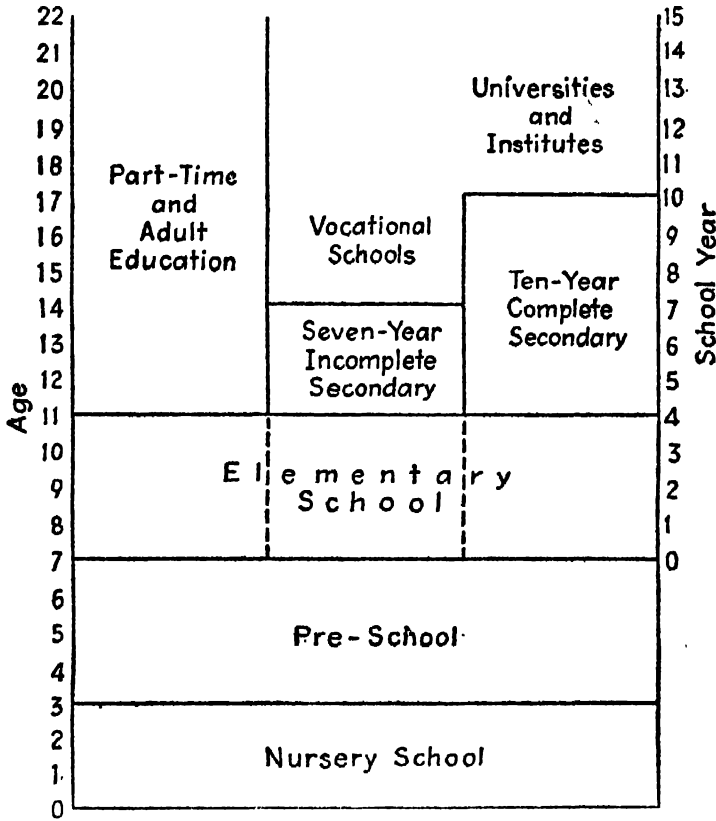 22
21
20
19
18
17
16
15
14
13
12
11
10
9
8
7
6
5
4
3
2
1
0
Age
Part-Time
and
Adult
Education
Vocational
Schools
Seven-Year
Incomplete
Secondary
Universities
and
Institutes
Ten-Year
Complete
Secondary
Elementary
School
Pre-School
Nursery School
15
14
13
12
11
10
9
8
7
6
5
4
3
2
1
0
School Year